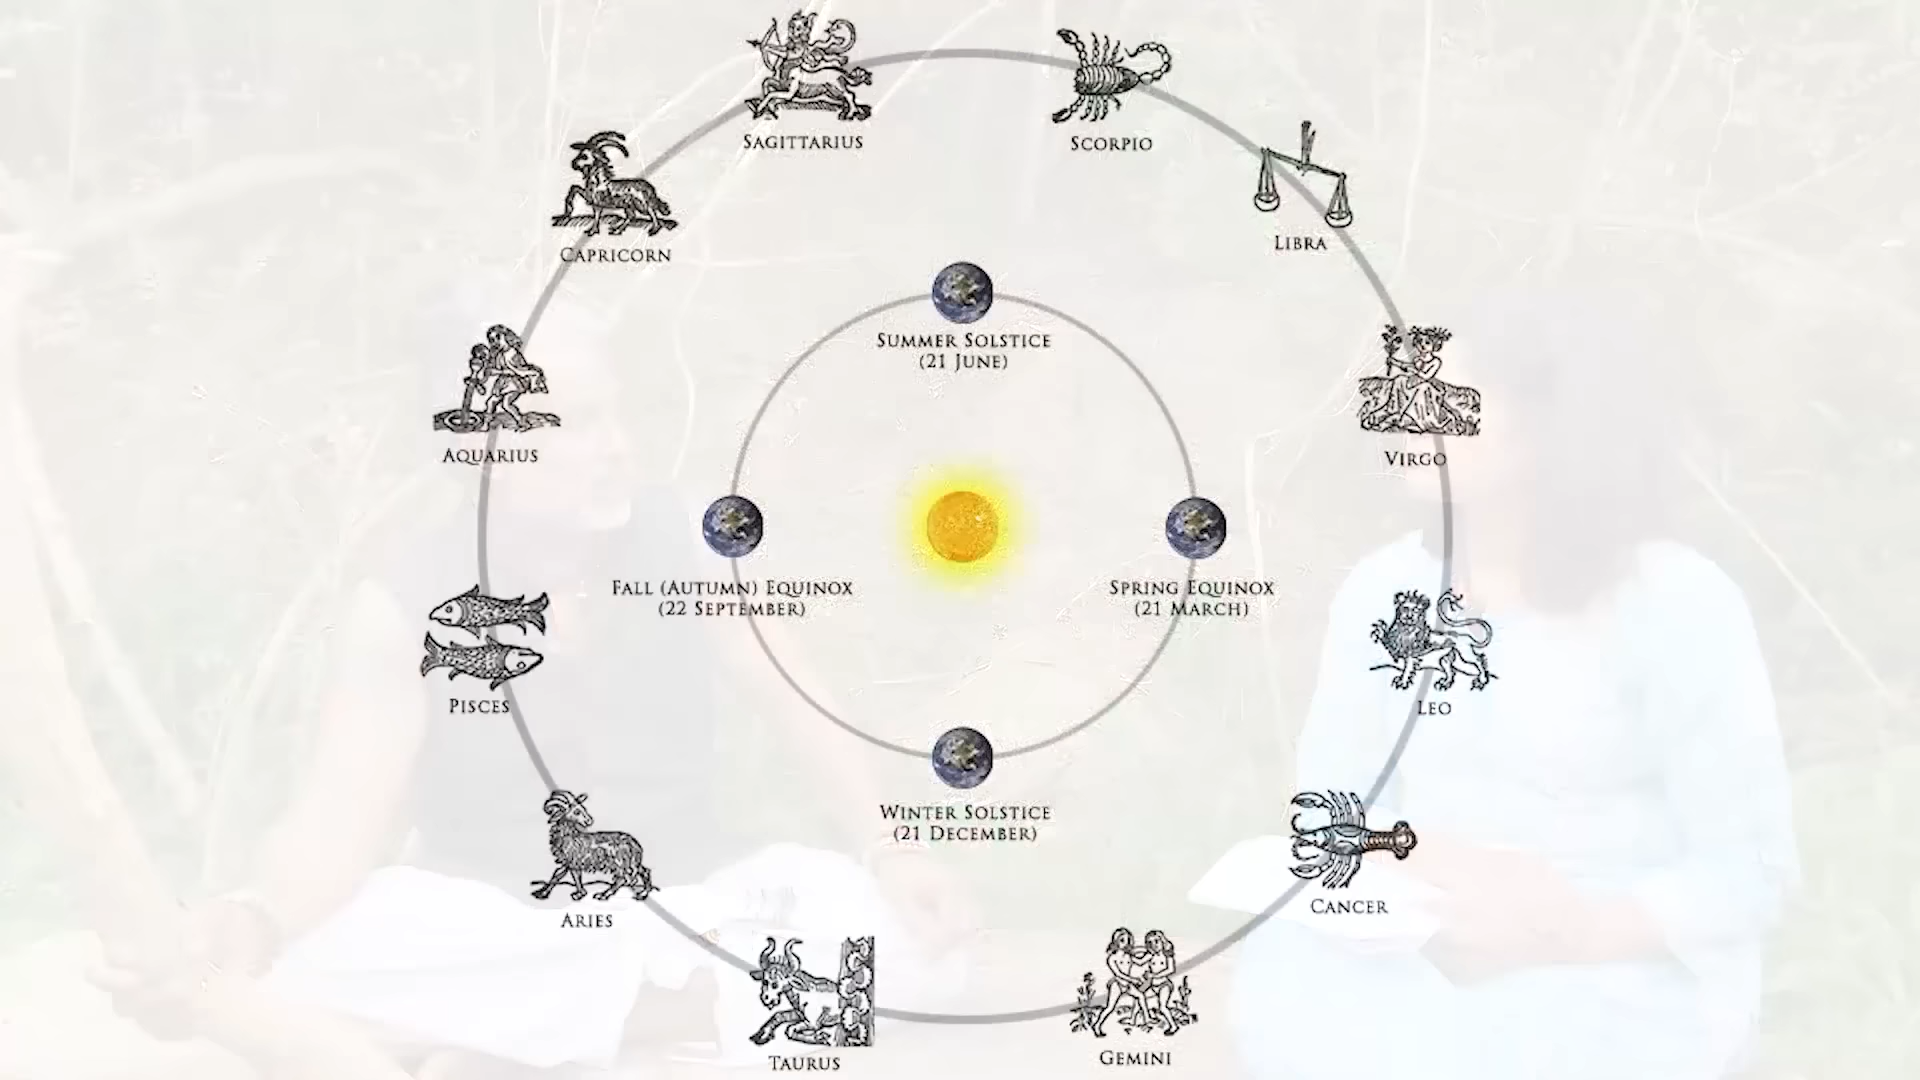 SAGITTARIUS
SCORPIO
CAPRICORN
LIBRA
SUMMER SOLSTICE
(21 JUNE)
AQUARIUS
VIRGO
FALL (AUTUMN) EQUINOX
(22 SEPTEMBER)
SPRING EQUINOX
(21 MARCH)
PISCES
LEO
WINTER SOLSTICE
(21 DECEMBER)
ARIES
CANCER
TAURUS
GEMINI